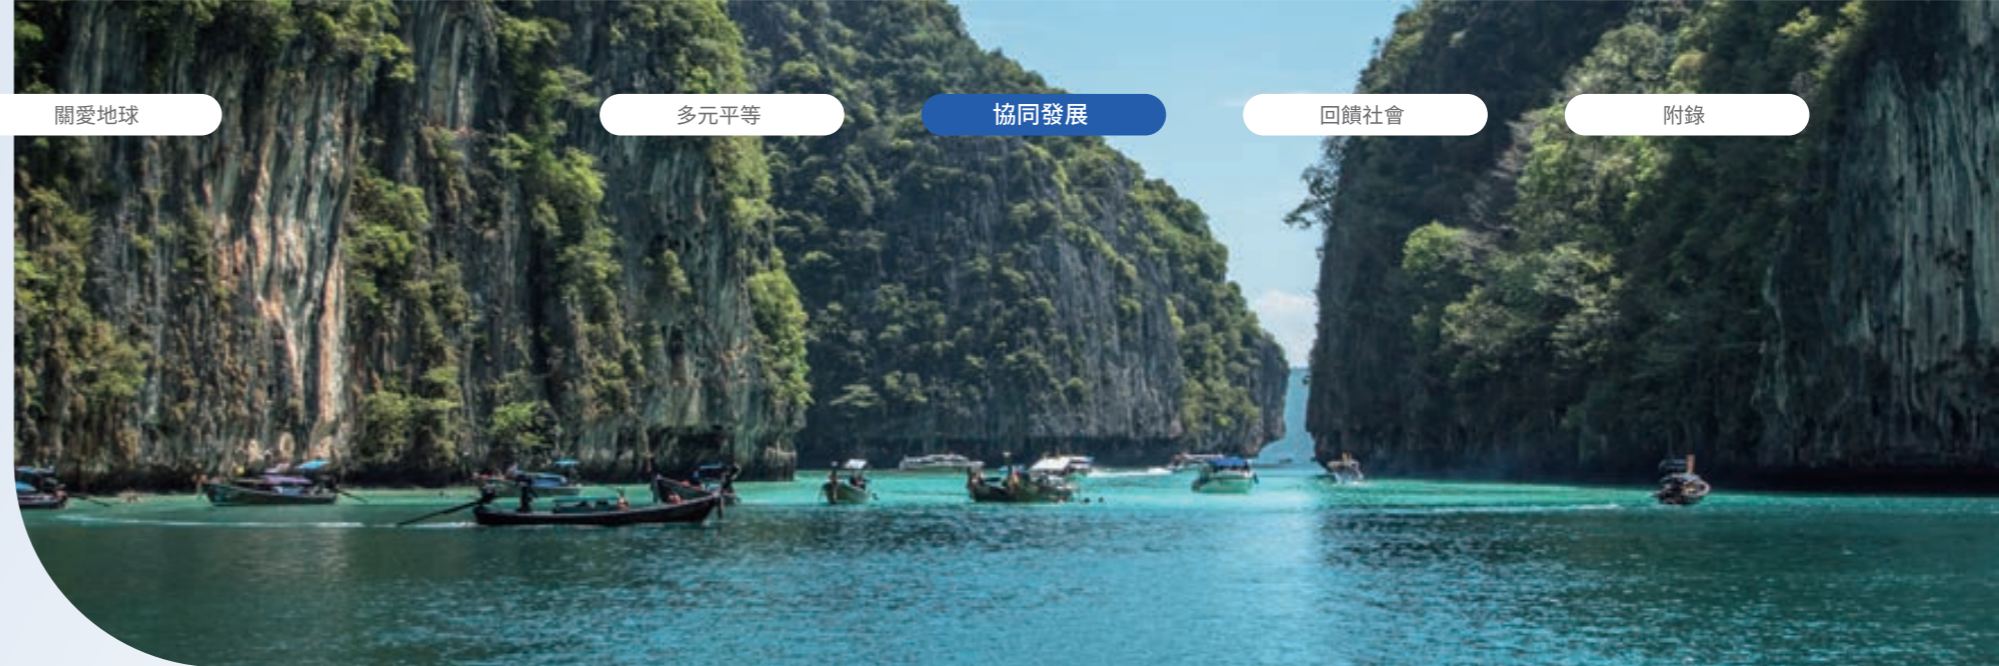 關愛地球
多元平等
協同發展
回饋社會
附錄